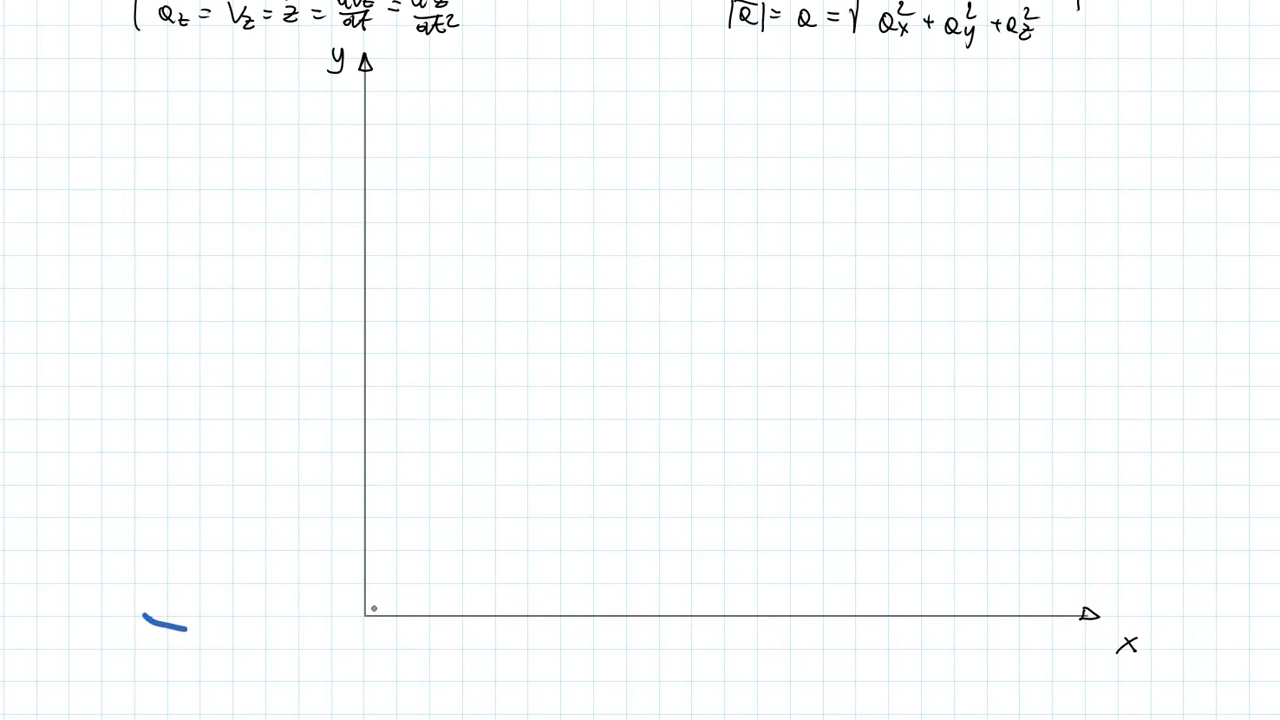 a_z = V_z = z = dv_z/dt = d²z/dt²
|a| = a = √ a_x² + a_y² + a_z²
y
x